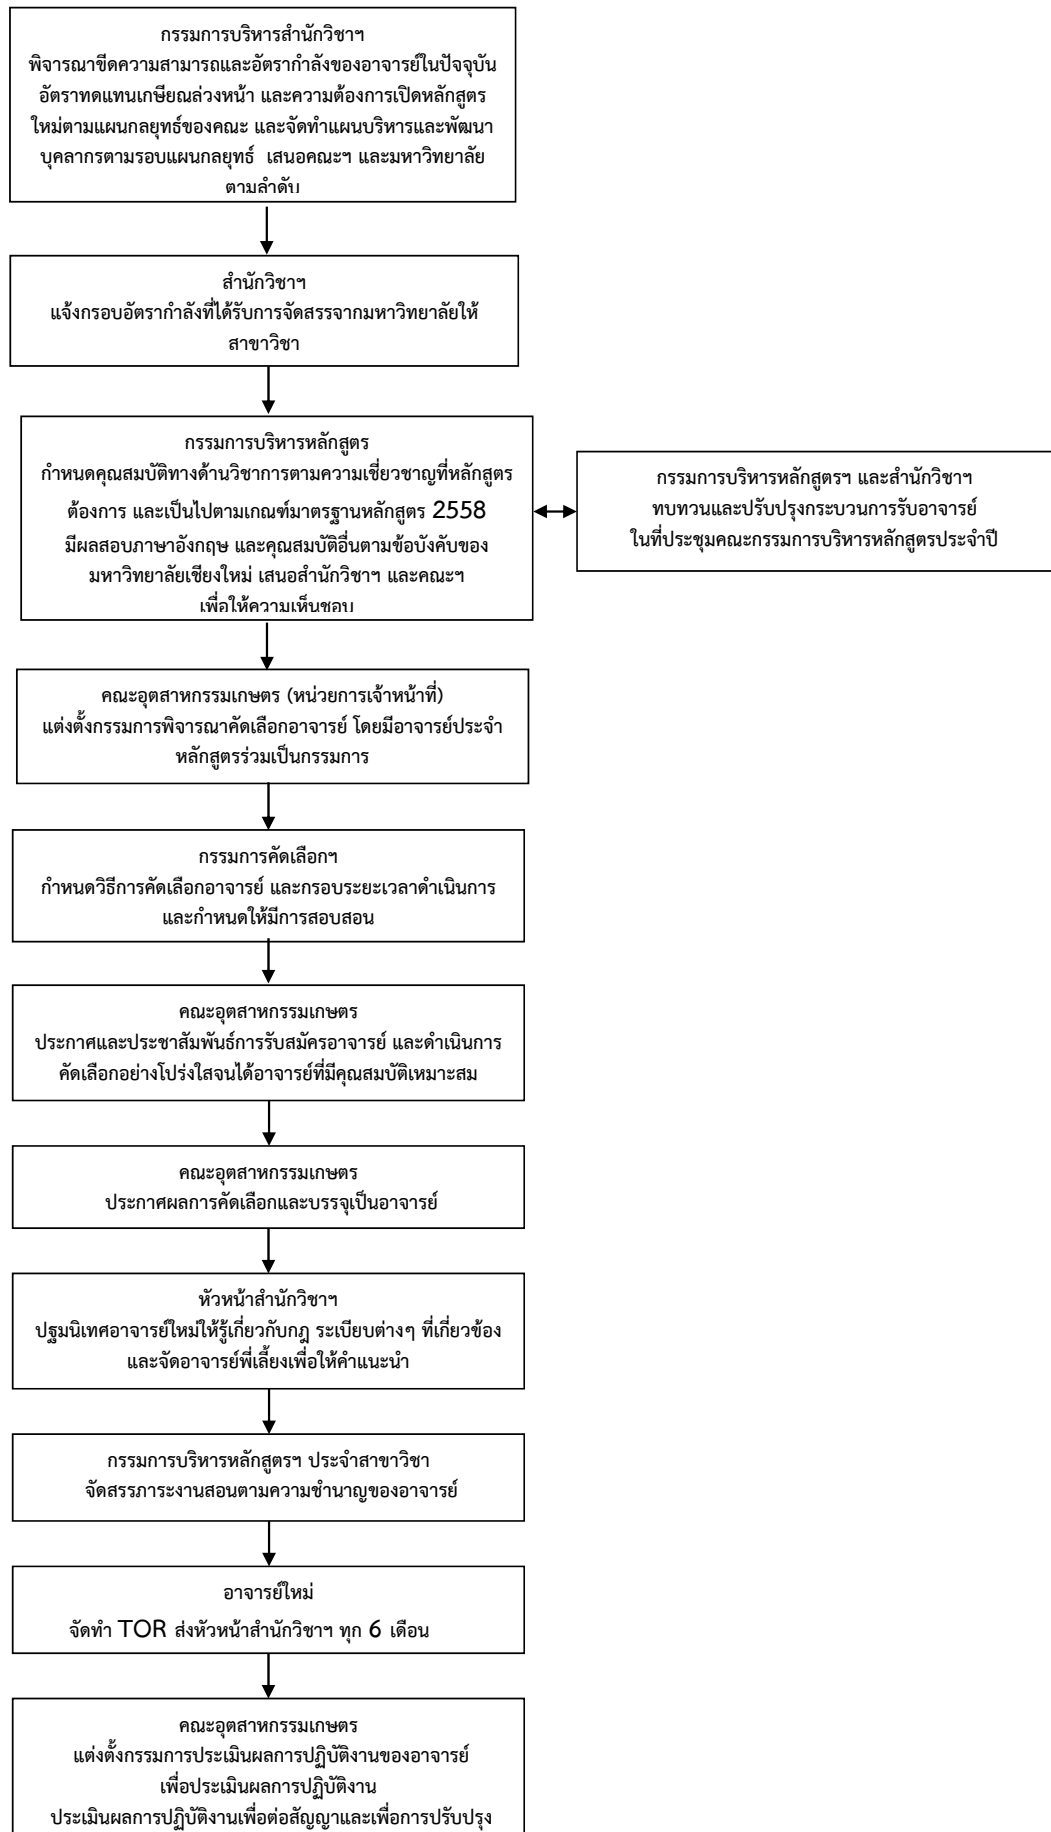 กรรมการบริหารสำนักวิชาฯ
พิจารณาขีดความสามารถและอัตรากำลังของอาจารย์ในปัจจุบัน
อัตราทดแทนเกษียณล่วงหน้า และความต้องการเปิดหลักสูตร
ใหม่ตามแผนกลยุทธ์ของคณะ และจัดทำแผนบริหารและพัฒนา
บุคลากรตามรอบแผนกลยุทธ์ เสนอคณะฯ และมหาวิทยาลัย
ตามลำดับ
สำนักวิชาฯ
แจ้งกรอบอัตรากำลังที่ได้รับการจัดสรรจากมหาวิทยาลัยให้
สาขาวิชา
กรรมการบริหารหลักสูตร
กำหนดคุณสมบัติทางด้านวิชาการตามความเชี่ยวชาญที่หลักสูตร
ต้องการ และเป็นไปตามเกณฑ์มาตรฐานหลักสูตร 2558
มีผลสอบภาษาอังกฤษ และคุณสมบัติอื่นตามข้อบังคับของ
มหาวิทยาลัยเชียงใหม่ เสนอสำนักวิชาฯ และคณะฯ
เพื่อให้ความเห็นชอบ
กรรมการบริหารหลักสูตรฯ และสำนักวิชาฯ
ทบทวนและปรับปรุงกระบวนการรับอาจารย์
ในที่ประชุมคณะกรรมการบริหารหลักสูตรประจำปี
คณะอุตสาหกรรมเกษตร (หน่วยการเจ้าหน้าที่)
แต่งตั้งกรรมการพิจารณาคัดเลือกอาจารย์ โดยมีอาจารย์ประจำ
หลักสูตรร่วมเป็นกรรมการ
กรรมการคัดเลือกฯ
กำหนดวิธีการคัดเลือกอาจารย์ และกรอบระยะเวลาดำเนินการ
และกำหนดให้มีการสอบสอน
คณะอุตสาหกรรมเกษตร
ประกาศและประชาสัมพันธ์การรับสมัครอาจารย์ และดำเนินการ
คัดเลือกอย่างโปร่งใสจนได้อาจารย์ที่มีคุณสมบัติเหมาะสม
คณะอุตสาหกรรมเกษตร
ประกาศผลการคัดเลือกและบรรจุเป็นอาจารย์
หัวหน้าสำนักวิชาฯ
ปฐมนิเทศอาจารย์ใหม่ให้รู้เกี่ยวกับกฎ ระเบียบต่างๆ ที่เกี่ยวข้อง
และจัดอาจารย์พี่เลี้ยงเพื่อให้คำแนะนำ
กรรมการบริหารหลักสูตรฯ ประจำสาขาวิชา
จัดสรรภาระงานสอนตามความชำนาญของอาจารย์
อาจารย์ใหม่
จัดทำ TOR ส่งหัวหน้าสำนักวิชาฯ ทุก 6 เดือน
คณะอุตสาหกรรมเกษตร
แต่งตั้งกรรมการประเมินผลการปฏิบัติงานของอาจารย์
เพื่อประเมินผลการปฏิบัติงาน
ประเมินผลการปฏิบัติงานเพื่อต่อสัญญาและเพื่อการปรับปรุง